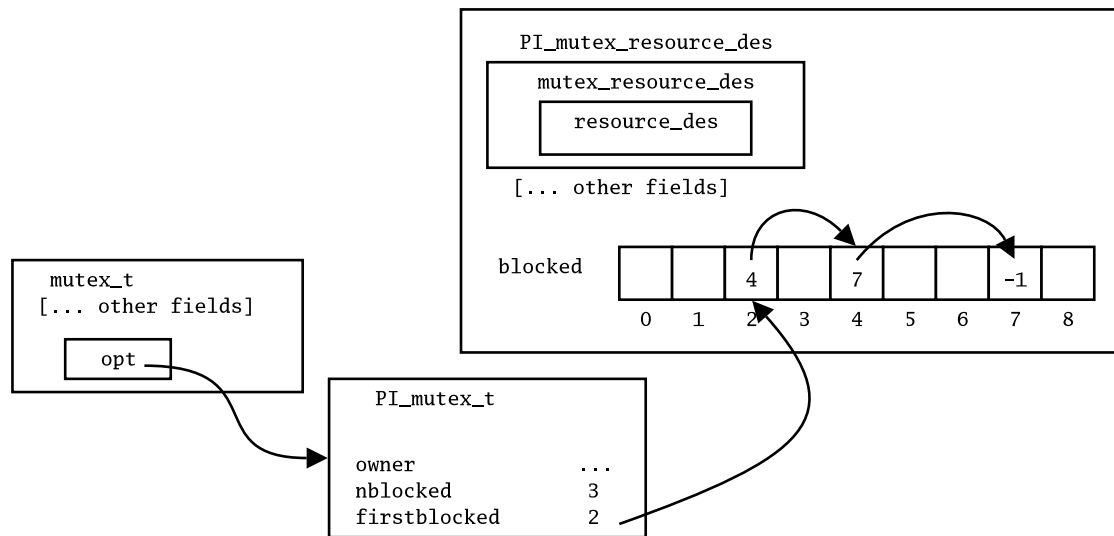 PI_mutex_resource_des
mutex_resource_des
resource_des
[... other fields]
blocked
4 7 -1
0 1 2 3 4 5 6 7 8
mutex_t
[... other fields]
opt
PI_mutex_t
owner ...
nblocked 3
firstblocked 2